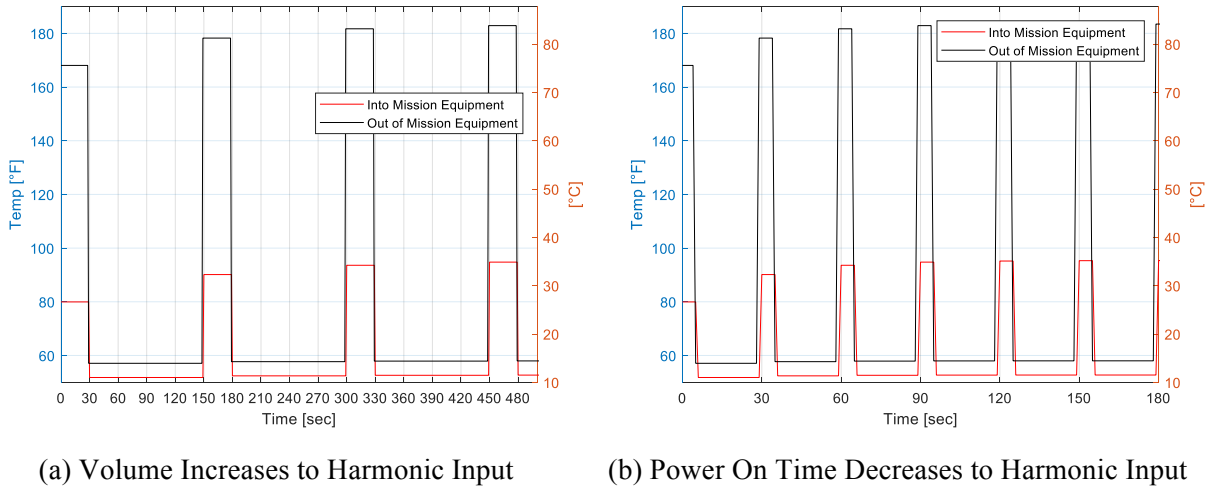 180
160
140
120
100
80
60
Temp [°F]
80
70
60
50
40
30
20
10
[°C]
Into Mission Equipment
Out of Mission Equipment
0 30 60 90 120 150 180 210 240 270 300 330 360 390 420 450 480
Time [sec]
(a) Volume Increases to Harmonic Input
180
160
140
120
100
80
60
Temp [°F]
80
70
60
50
40
30
20
10
[°C]
Into Mission Equipment
Out of Mission Equipment
0 30 60 90 120 150 180
Time [sec]
(b) Power On Time Decreases to Harmonic Input